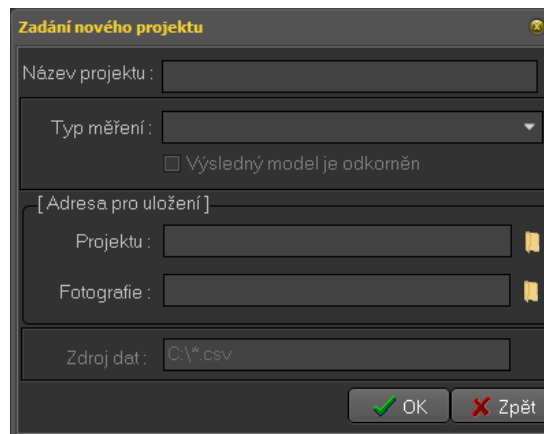 Zadání nového projektu
Název projektu :
Typ měření :
Výsledný model je odkorněn
[ Adresa pro uložení ]
Projektu :
Fotografie :
Zdroj dat : C:\*.csv
OK Zpět